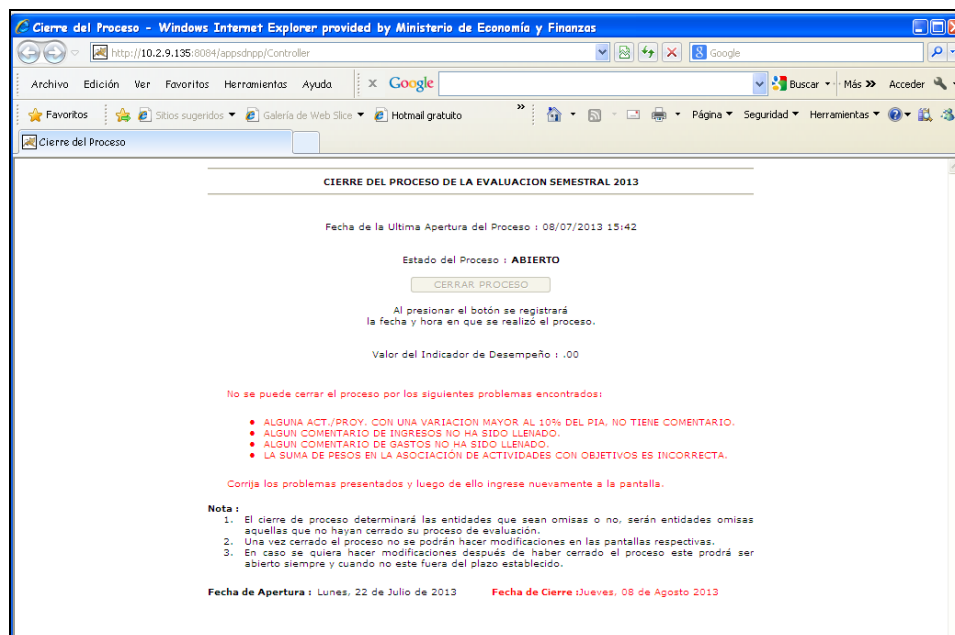 Cierre del Proceso - Windows Internet Explorer provided by Ministerio de Economía y Finanzas
http://10.2.9.135:8084/appsdnpp/Controller
Google
Archivo Edición Ver Favoritos Herramientas Ayuda x Google Buscar Más >> Acceder
Favoritos Sitios sugeridos Galería de Web Slice Hotmail gratuito >> Página Seguridad Herramientas
Cierre del Proceso
CIERRE DEL PROCESO DE LA EVALUACION SEMESTRAL 2013
Fecha de la Ultima Apertura del Proceso : 08/07/2013 15:42
Estado del Proceso : ABIERTO
CERRAR PROCESO
Al presionar el botón se registrará
la fecha y hora en que se realizó el proceso.
Valor del Indicador de Desempeño : .00
No se puede cerrar el proceso por los siguientes problemas encontrados:
• ALGUNA ACT./PROY. CON UNA VARIACION MAYOR AL 10% DEL PIA, NO TIENE COMENTARIO.
• ALGUN COMENTARIO DE INGRESOS NO HA SIDO LLENADO.
• ALGUN COMENTARIO DE GASTOS NO HA SIDO LLENADO.
• LA SUMA DE PESOS EN LA ASOCIACIÓN DE ACTIVIDADES CON OBJETIVOS ES INCORRECTA.
Corrija los problemas presentados y luego de ello ingrese nuevamente a la pantalla.
Nota :
1. El cierre de proceso determinará las entidades que sean omisas o no, serán entidades omisas
aquellas que no hayan cerrado su proceso de evaluación.
2. Una vez cerrado el proceso no se podrán hacer modificaciones en las pantallas respectivas.
3. En caso se quiera hacer modificaciones después de haber cerrado el proceso este prodrá ser
abierto siempre y cuando no este fuera del plazo establecido.
Fecha de Apertura : Lunes, 22 de Julio de 2013 Fecha de Cierre :Jueves, 08 de Agosto 2013